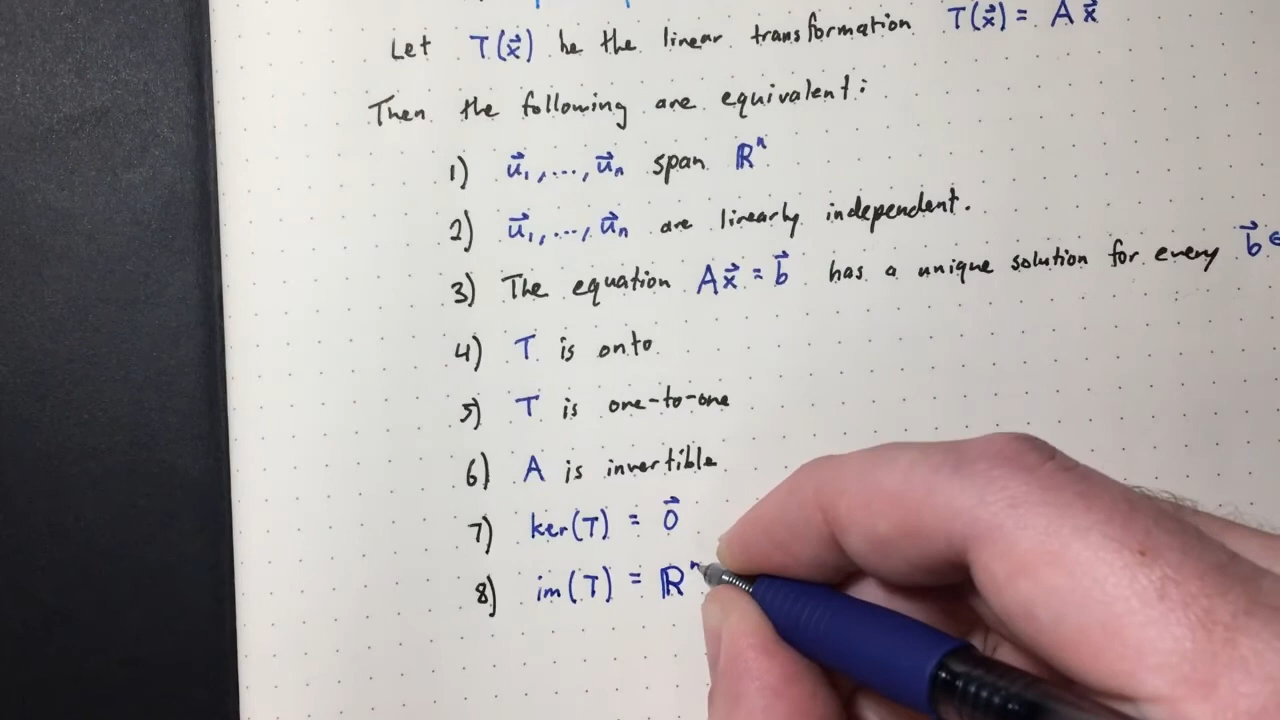 Let T(x⃗) be the linear transformation T(x⃗) = A x⃗
Then the following are equivalent:
1) u⃗₁, ..., u⃗ₙ span ℝⁿ
2) u⃗₁, ..., u⃗ₙ are linearly independent.
3) The equation Ax⃗ = b⃗ has a unique solution for every b⃗ ∈
4) T is onto
5) T is one-to-one
6) A is invertible
7) ker(T) = 0⃗
8) im(T) = ℝⁿ